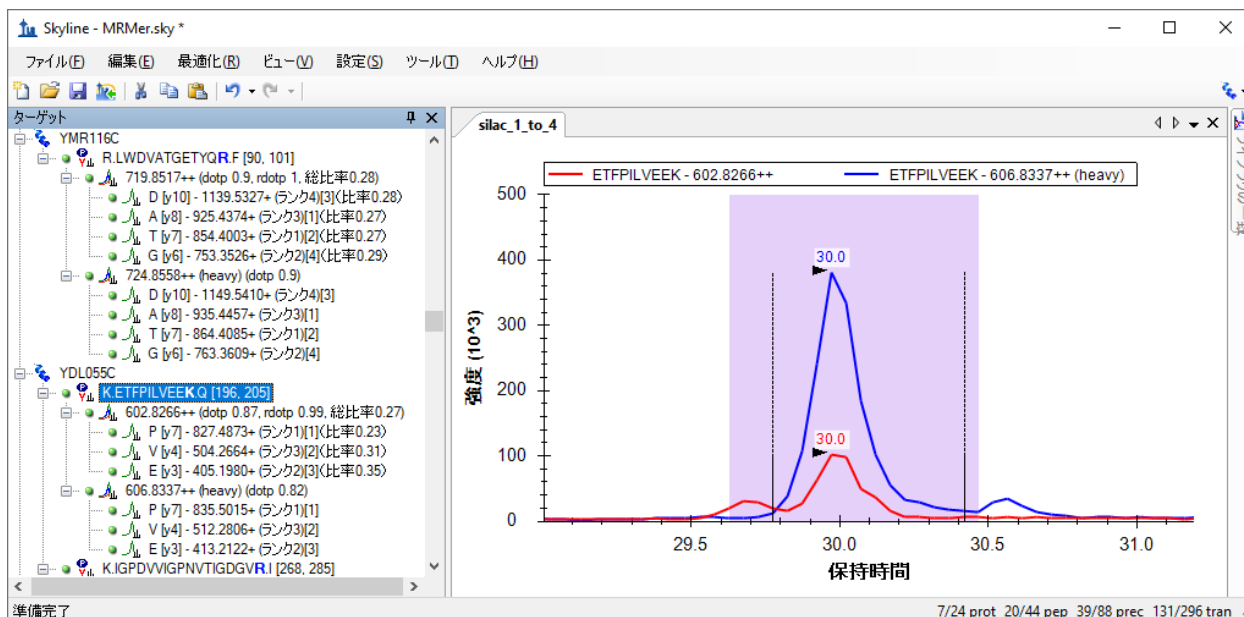 Skyline - MRMer.sky *
ファイル(F) 編集(E) 最適化(R) ビュー(V) 設定(S) ツール(T) ヘルプ(H)
ターゲット
YMR116C
R.LWDVATGETYQR.F [90, 101]
719.8517++ (dotp 0.9, rdotp 1, 総比率0.28)
D [y10] - 1139.5327+ (ランク4)[3](比率0.28)
A [y8] - 925.4374+ (ランク3)[1](比率0.27)
T [y7] - 854.4003+ (ランク1)[2](比率0.27)
G [y6] - 753.3526+ (ランク2)[4](比率0.29)
724.8558++ (heavy) (dotp 0.9)
D [y10] - 1149.5410+ (ランク4)[3]
A [y8] - 935.4457+ (ランク3)[1]
T [y7] - 864.4085+ (ランク1)[2]
G [y6] - 763.3609+ (ランク2)[4]
YDL055C
K.ETFPILVEEK.Q [196, 205]
602.8266++ (dotp 0.87, rdotp 0.99, 総比率0.27)
P [y7] - 827.4873+ (ランク1)[1](比率0.23)
V [y4] - 504.2664+ (ランク3)[2](比率0.31)
E [y3] - 405.1980+ (ランク2)[3](比率0.35)
606.8337++ (heavy) (dotp 0.82)
P [y7] - 835.5015+ (ランク1)[1]
V [y4] - 512.2806+ (ランク3)[2]
E [y3] - 413.2122+ (ランク2)[3]
K.IGPDVVIGPNVTIGDGVR.I [268, 285]
silac_1_to_4
ETFPILVEEK - 602.8266++ ETFPILVEEK - 606.8337++ (heavy)
強度 (10^3)
500
400
300
200
100
0
30.0
30.0
29.5 30.0 30.5 31.0
保持時間
準備完了
7/24 prot 20/44 pep 39/88 prec 131/296 tran